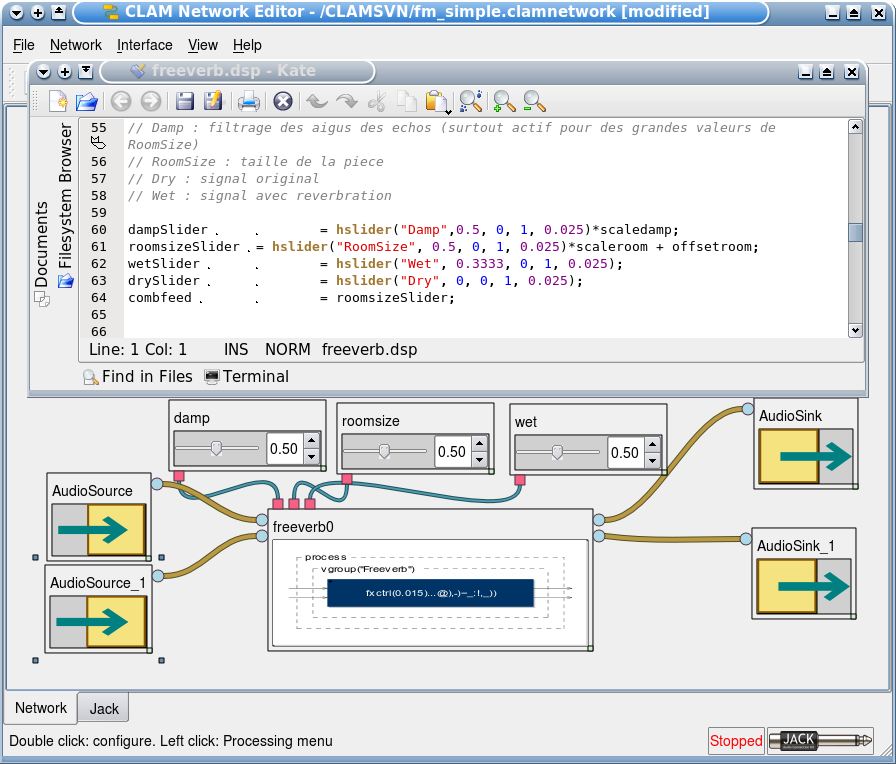 CLAM Network Editor - /CLAMSVN/fm_simple.clamnetwork [modified]
File Network Interface View Help
freeverb.dsp - Kate
Documents
Filesystem Browser
55 // Damp : filtrage des aigus des echos (surtout actif pour des grandes valeurs de
RoomSize)
56 // RoomSize : taille de la piece
57 // Dry : signal original
58 // Wet : signal avec reverbration
59
60 dampSlider = hslider("Damp",0.5, 0, 1, 0.025)*scaledamp;
61 roomsizeSlider = hslider("RoomSize", 0.5, 0, 1, 0.025)*scaleroom + offsetroom;
62 wetSlider = hslider("Wet", 0.3333, 0, 1, 0.025);
63 drySlider = hslider("Dry", 0, 0, 1, 0.025);
64 combfeed = roomsizeSlider;
65
66
Line: 1 Col: 1 INS NORM freeverb.dsp
Find in Files Terminal
damp
0.50
roomsize
0.50
wet
0.50
AudioSink
AudioSource
freeverb0
AudioSink_1
process
vgroup("Freeverb")
fxctrl(0.015)...@),-)~_:!,_))
AudioSource_1
Network Jack
Double click: configure. Left click: Processing menu
Stopped
JACK